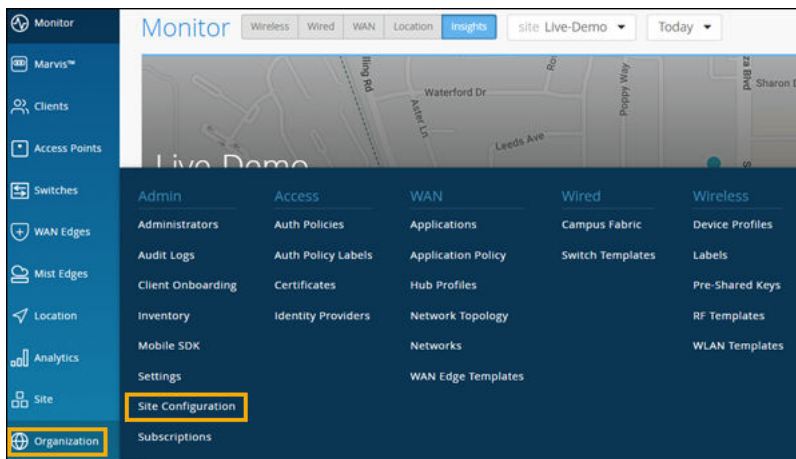 Monitor
Marvis™
Clients
Access Points
Switches
WAN Edges
Mist Edges
Location
Analytics
Site
Organization
Monitor
Wireless
Wired
WAN
Location
Insights
site Live-Demo
Today
Waterford Dr
Aster Ln
Leeds Ave
Poppy Way
Rd
za Blvd
Sharon
Live Demo
Admin
Administrators
Audit Logs
Client Onboarding
Inventory
Mobile SDK
Settings
Site Configuration
Subscriptions
Access
Auth Policies
Auth Policy Labels
Certificates
Identity Providers
WAN
Applications
Application Policy
Hub Profiles
Network Topology
Networks
WAN Edge Templates
Wired
Campus Fabric
Switch Templates
Wireless
Device Profiles
Labels
Pre-Shared Keys
RF Templates
WLAN Templates